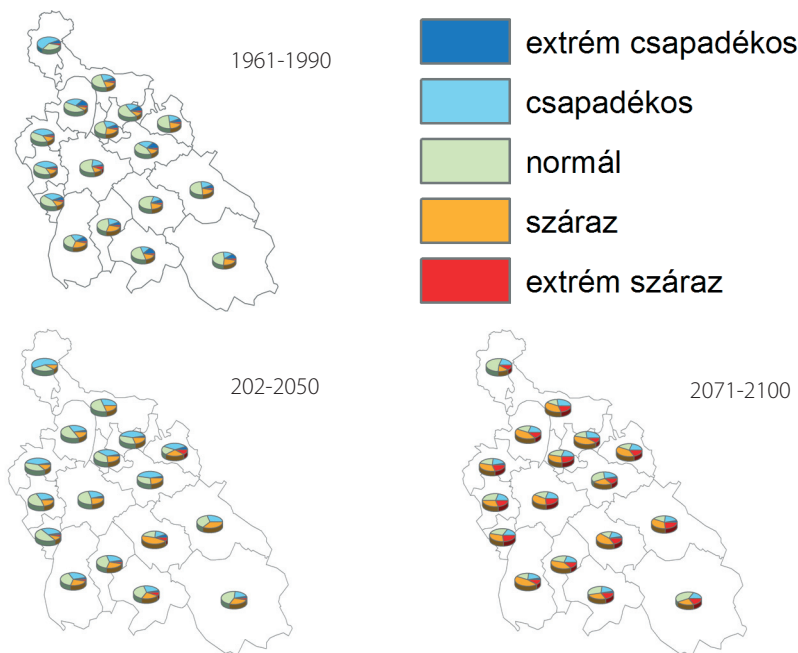 1961-1990
extrém csapadékos
csapadékos
normál
száraz
extrém száraz
202-2050
2071-2100